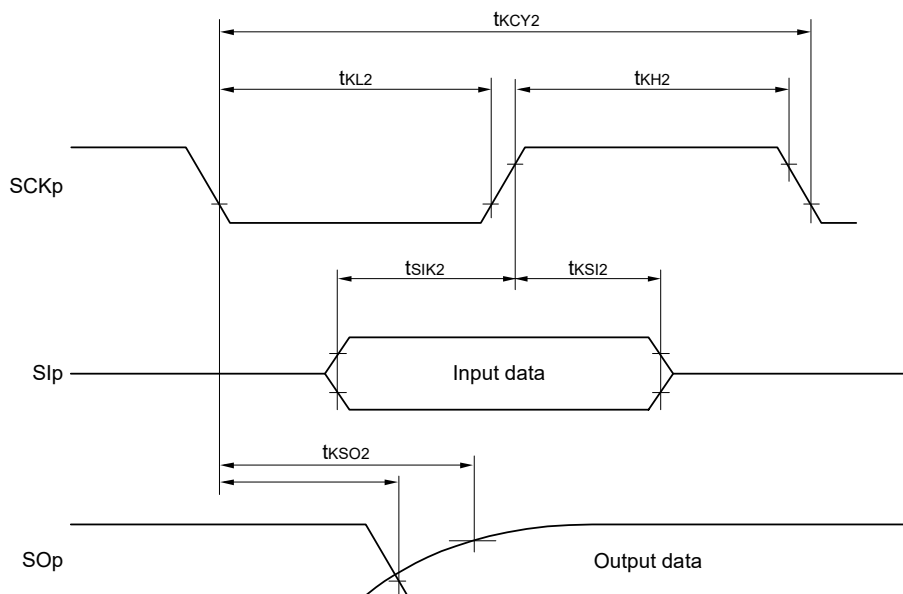 tKCY2
tKL2
tKH2
SCKp
tSIK2
tKSI2
SIp
Input data
tKSO2
SOp
Output data